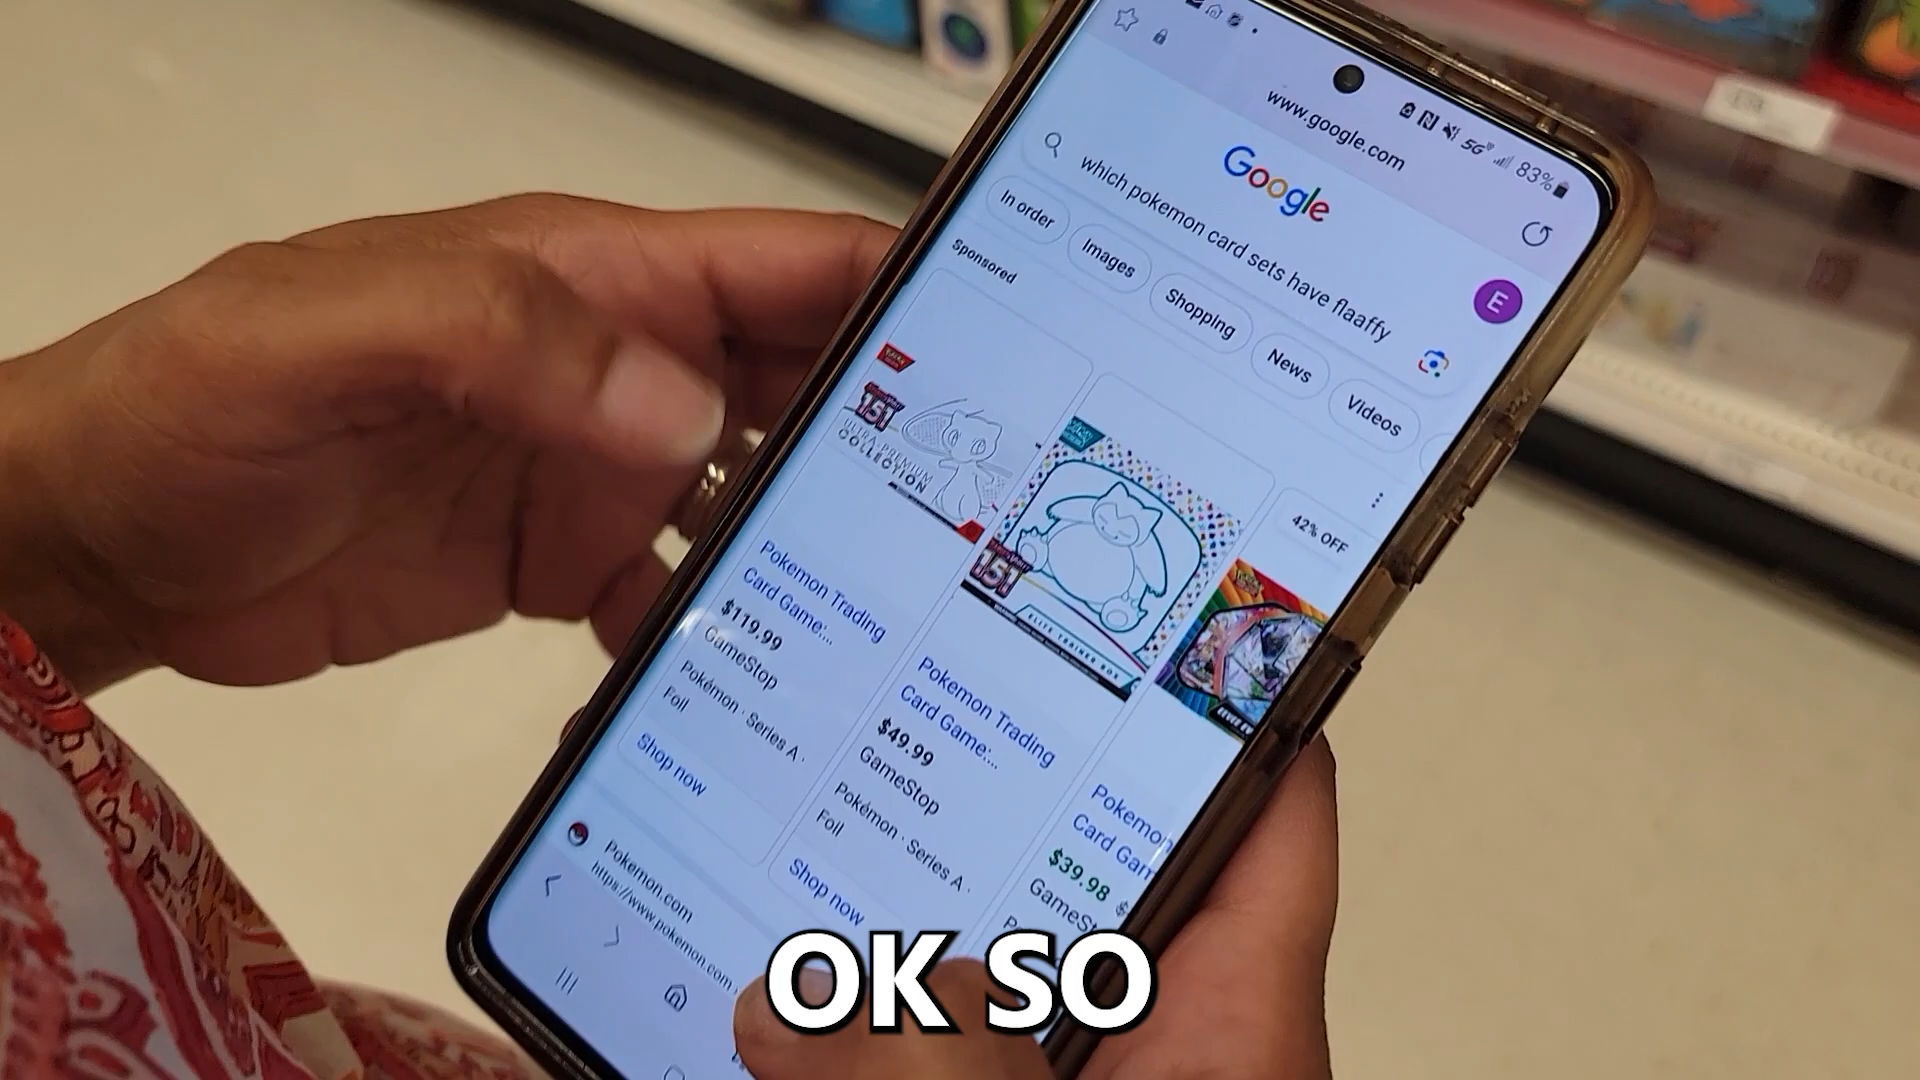 www.google.com
5G
83%
Google
which pokemon card sets have flaaffy
E
In order
Images
Shopping
News
Videos
Sponsored
151
ULTRA-PREMIUM
COLLECTION
Pokemon Trading
Card Game:...
$119.99
GameStop
Pokémon · Series A ·
Foil
Shop now
151
ELITE TRAINER BOX
Pokemon Trading
Card Game:...
$49.99
GameStop
Pokémon · Series A ·
Foil
Shop now
42% OFF
Pokemon
Card Gam
$39.98
GameSt
Pokemon.com
https://www.pokemon.com
OK SO